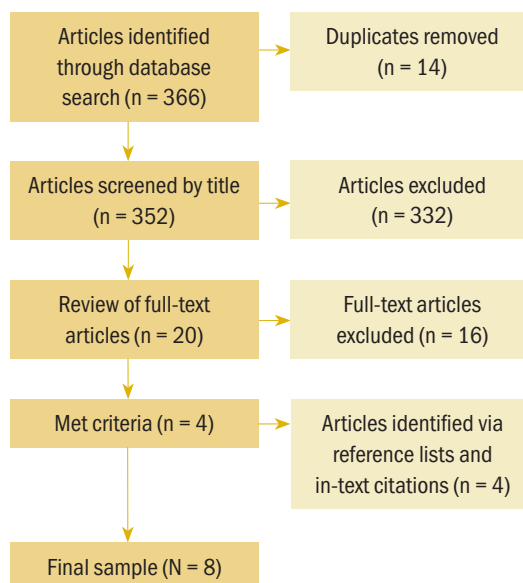 Articles identified
through database
search (n = 366)
Duplicates removed
(n = 14)
Articles screened by title
(n = 352)
Articles excluded
(n = 332)
Review of full-text
articles (n = 20)
Full-text articles
excluded (n = 16)
Met criteria (n = 4)
Articles identified via
reference lists and
in-text citations (n = 4)
Final sample (N = 8)